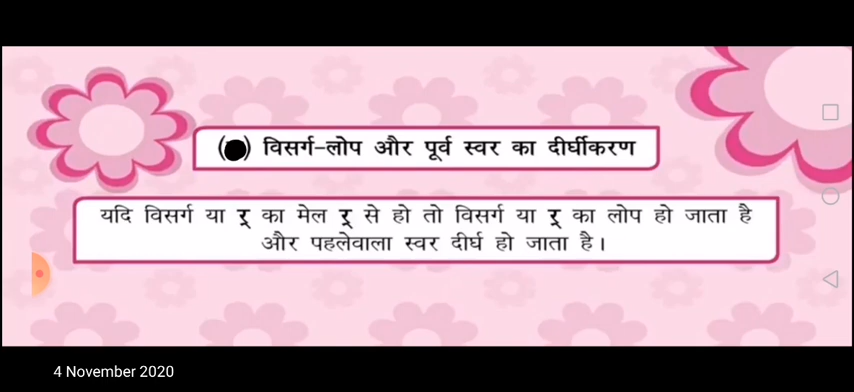 ( ) विसर्ग-लोप और पूर्व स्वर का दीर्घीकरण
यदि विसर्ग या र् का मेल र् से हो तो विसर्ग या र् का लोप हो जाता है
और पहलेवाला स्वर दीर्घ हो जाता है।
4 November 2020